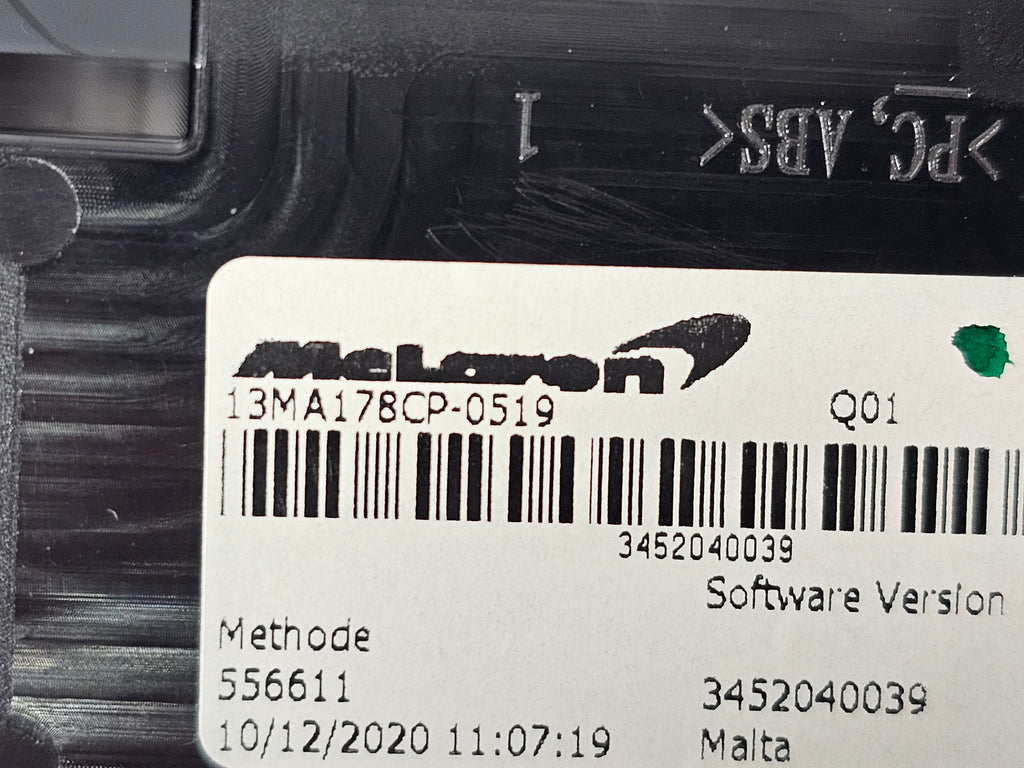 1
>PC, ABS<
McLaren
13MA178CP-0519 Q01
3452040039
Software Version
Methode
556611 3452040039
10/12/2020 11:07:19 Malta